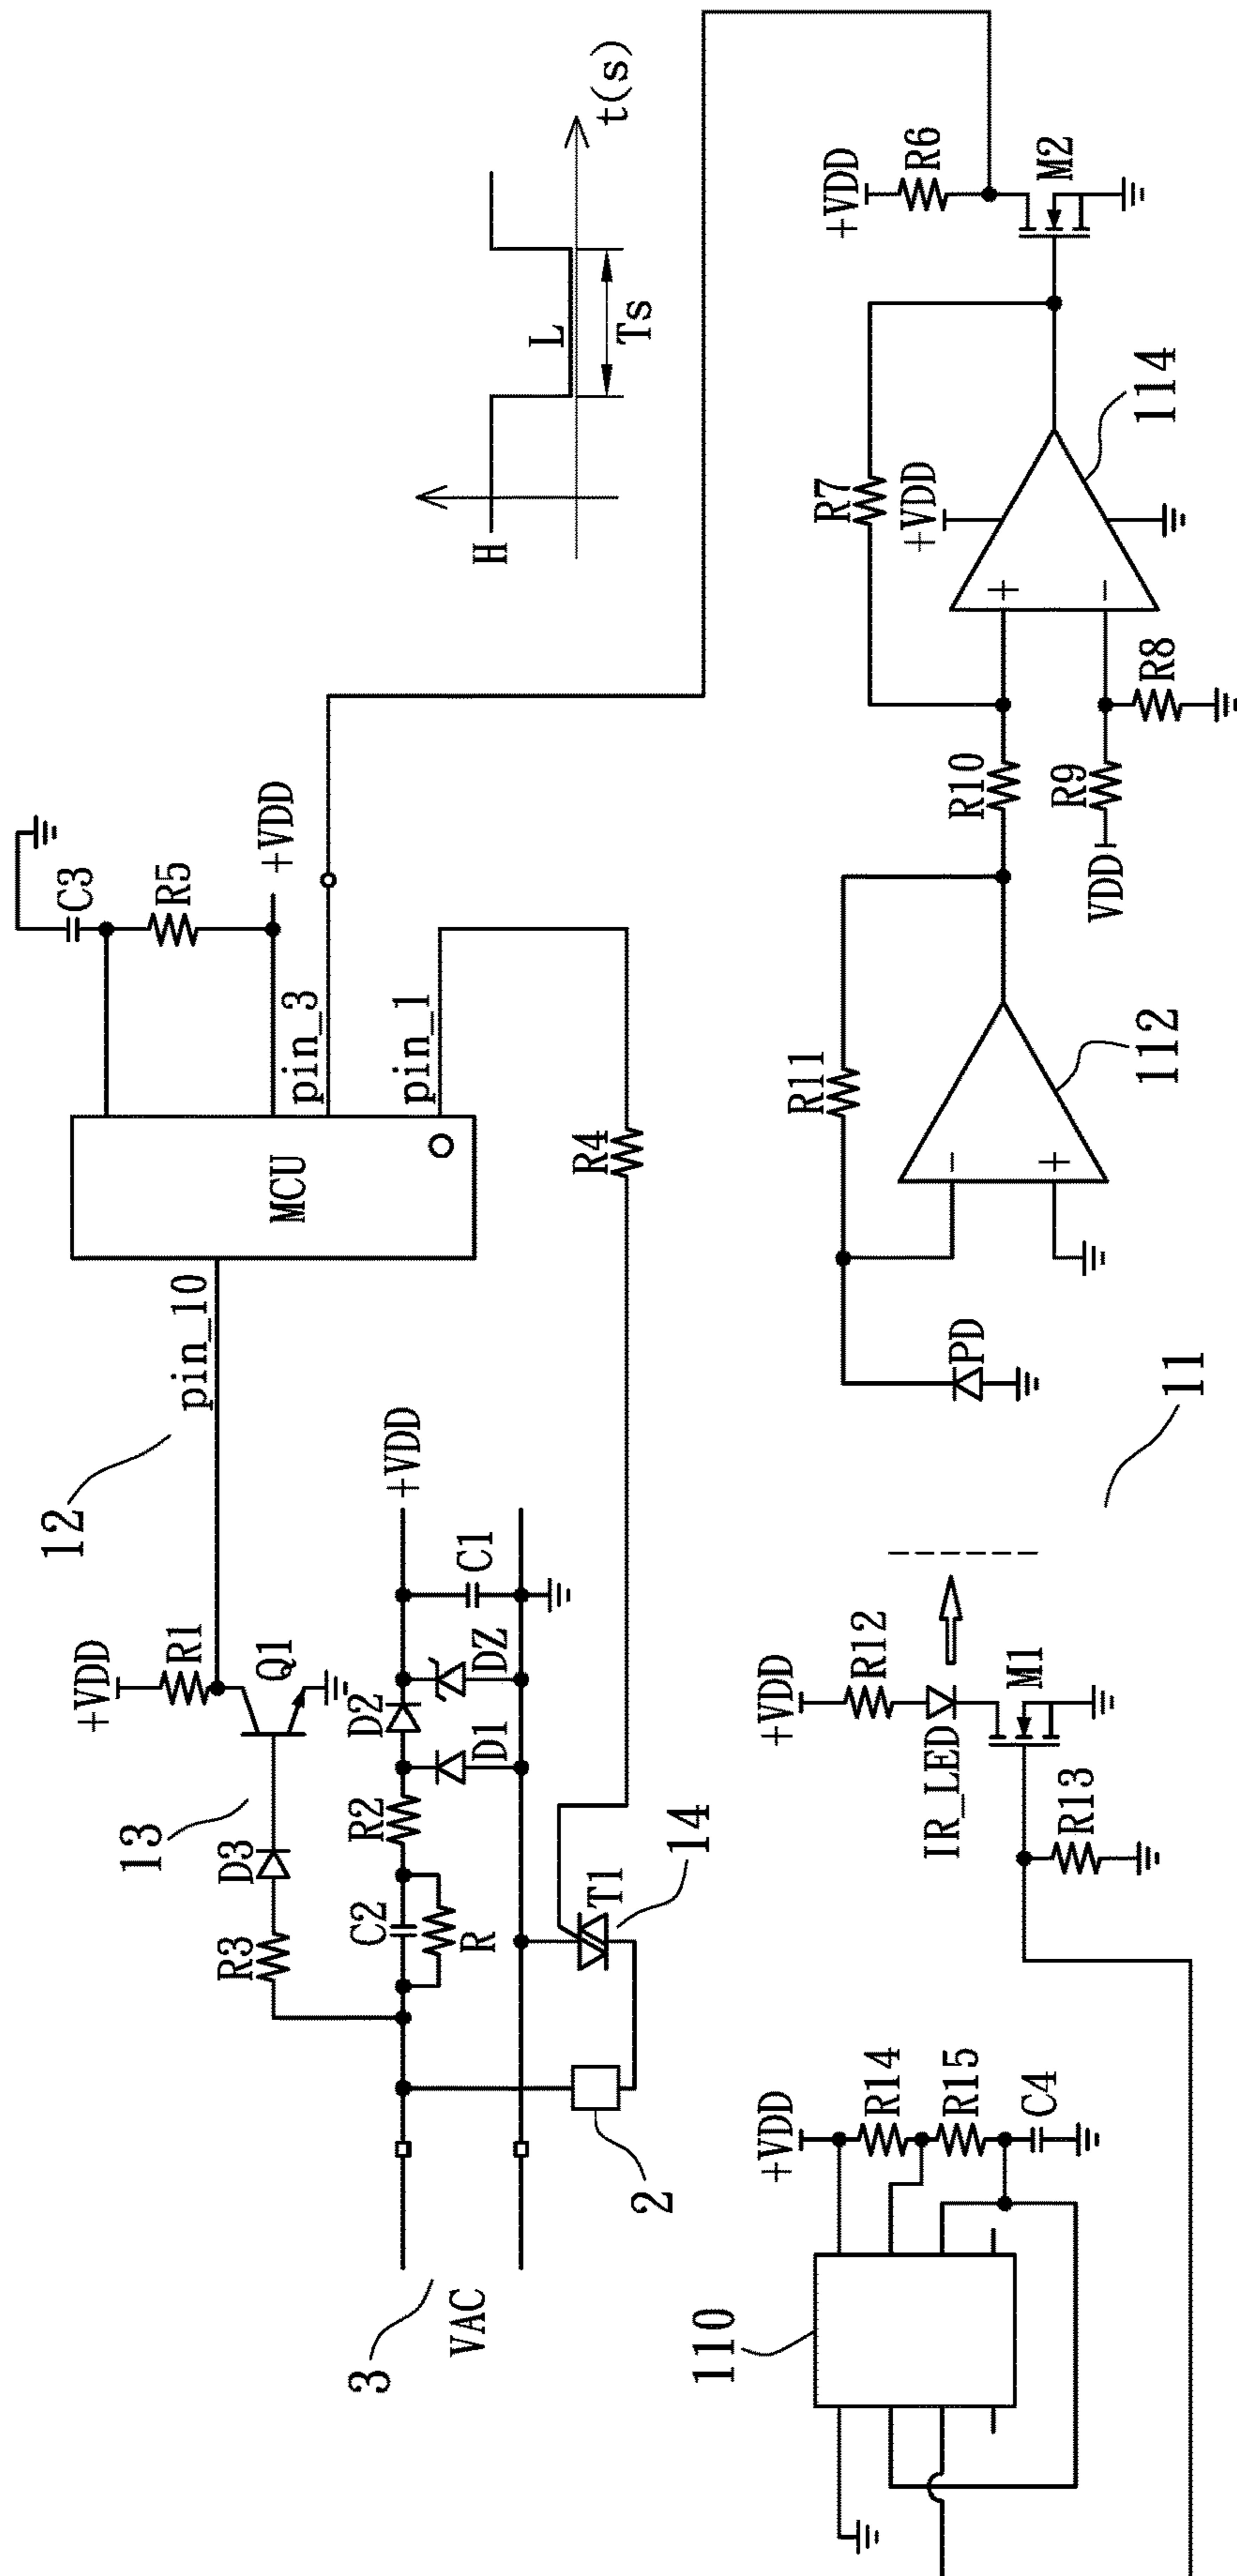 12
+VDD
R1
Q1
pin_10
MCU
C3
R5
+VDD
pin_3
pin_1
13
R3
D3
C2
R
R2
D2
D1
DZ
C1
+VDD
3
VAC
2
T1
14
R4
H
L
Ts
t(s)
110
+VDD
R14
R15
C4
+VDD
R12
IR_LED
M1
R13
11
PD
R11
-
+
112
R10
VDD
R9
R8
R7
+VDD
+
-
114
+VDD
R6
M2